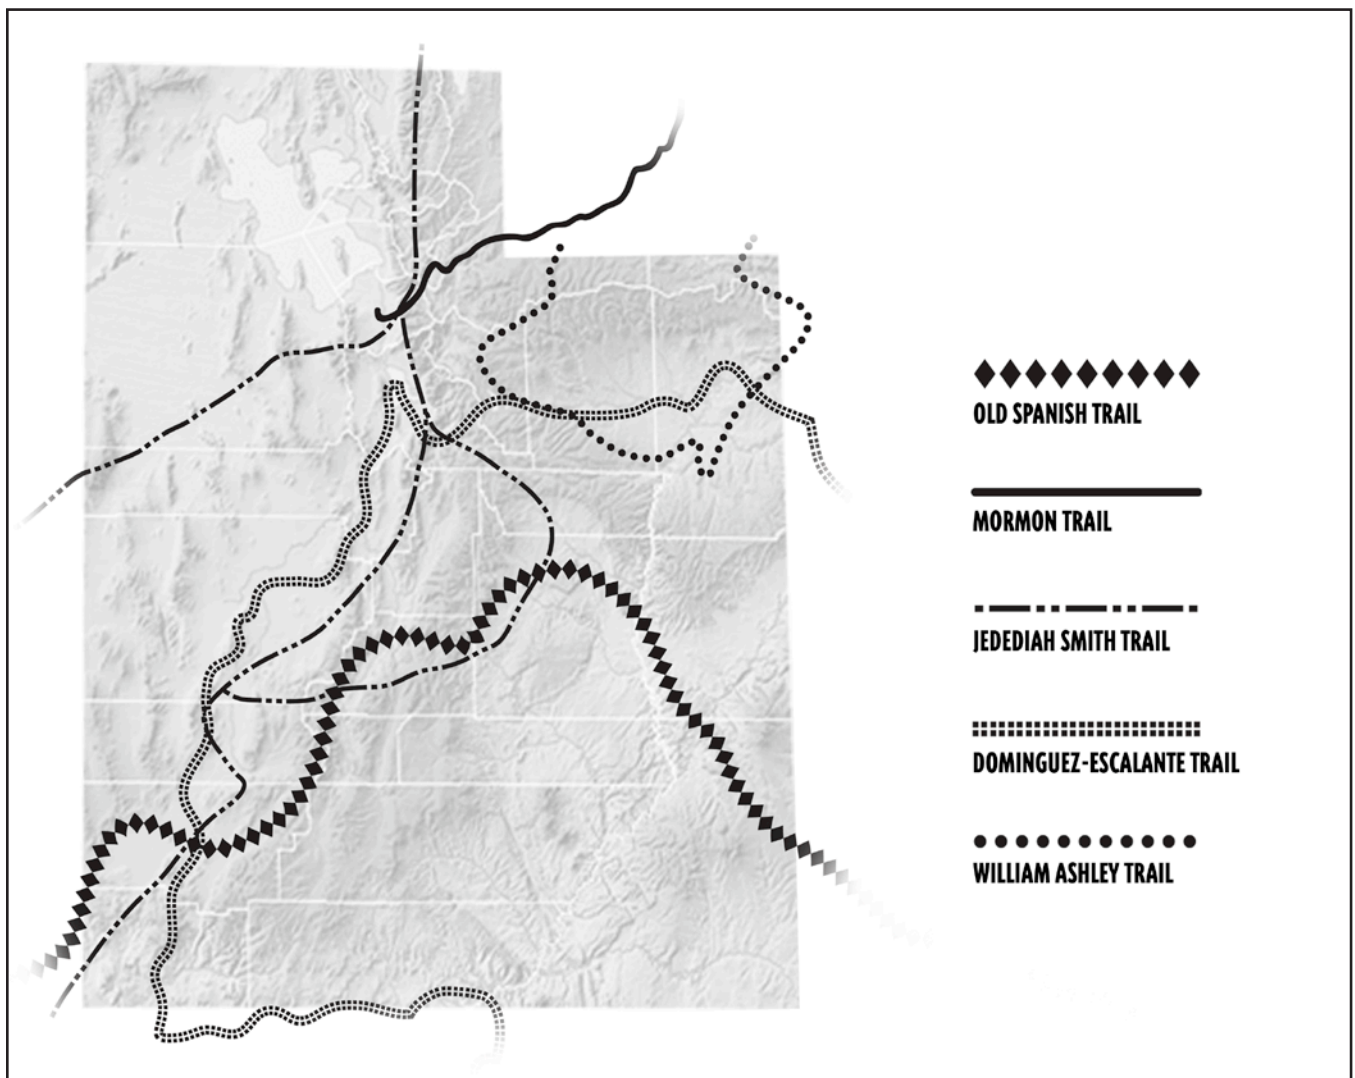 OLD SPANISH TRAIL
MORMON TRAIL
JEDEDIAH SMITH TRAIL
DOMINGUEZ-ESCALANTE TRAIL
WILLIAM ASHLEY TRAIL